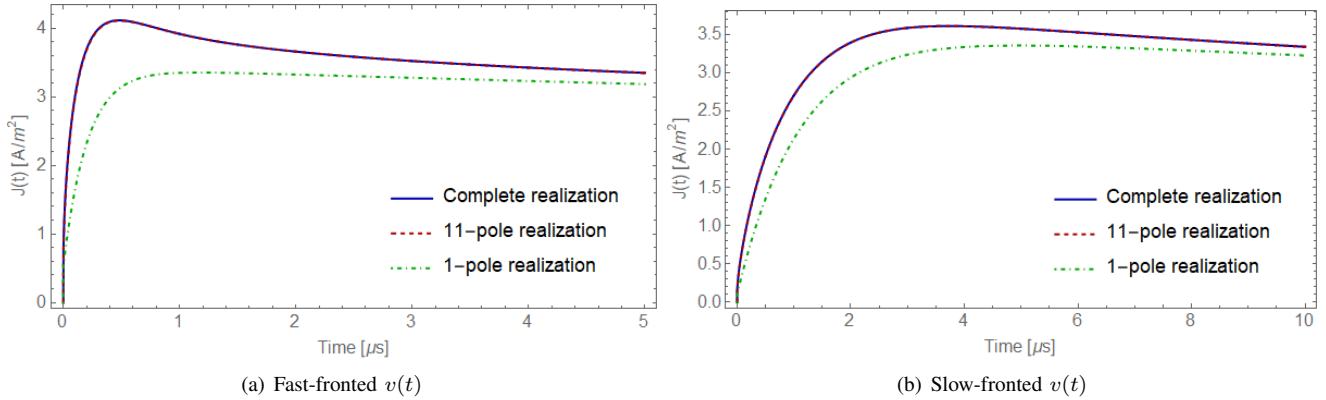 4
3
2
1
0
J(t) [A/m²]
Complete realization
11−pole realization
1−pole realization
0 1 2 3 4 5
Time [μs]
(a) Fast-fronted v(t)
3.5
3.0
2.5
2.0
1.5
1.0
0.5
0.0
J(t) [A/m²]
Complete realization
11−pole realization
1−pole realization
0 2 4 6 8 10
Time [μs]
(b) Slow-fronted v(t)